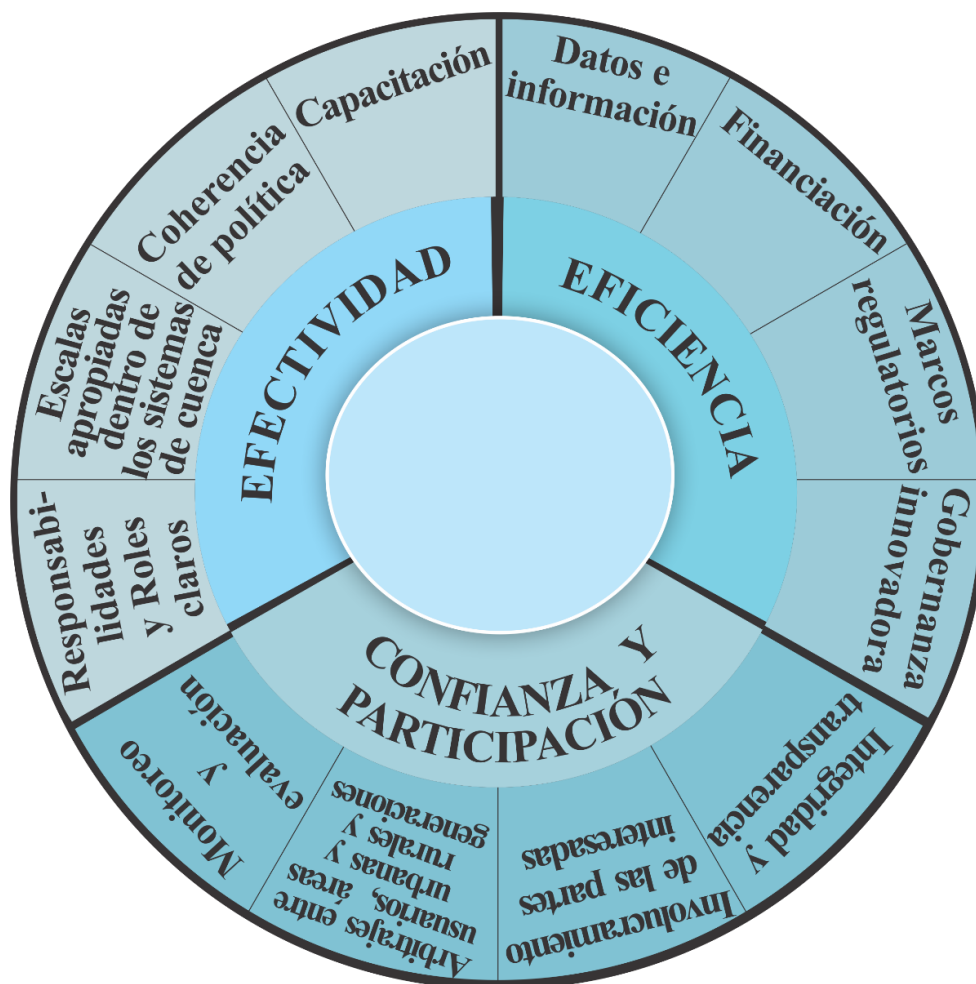 Capacitación
Datos e
información
Financiación
Marcos
regulatorios
Gobernanza
innovadora
Integridad y
transparencia
Involucramiento
de las partes
interesadas
Arbitrajes entre
usuarios, áreas
urbanas y
rurales y
generaciones
Monitoreo
y
evaluación
Responsabi-
lidades
y Roles
claros
Escalas
apropiadas
dentro de
los sistemas
de cuenca
Coherencia
de política
EFECTIVIDAD
EFICIENCIA
CONFIANZA Y
PARTICIPACIÓN